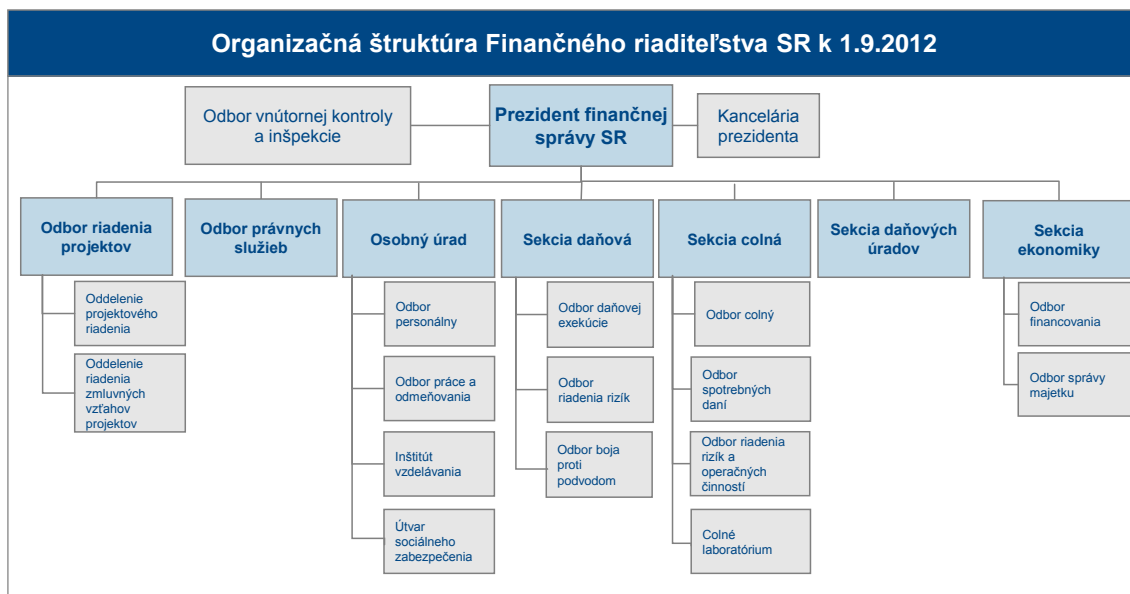 Organizačná štruktúra Finančného riaditeľstva SR k 1.9.2012
Odbor vnútornej kontroly
a inšpekcie
Prezident finančnej
správy SR
Kancelária
prezidenta
Odbor riadenia
projektov
Odbor právnych
služieb
Osobný úrad
Sekcia daňová
Sekcia colná
Sekcia daňových
úradov
Sekcia
ekonomiky
Oddelenie
projektového
riadenia
Oddelenie
riadenia
zmluvných
vzťahov
projektov
Odbor
personálny
Odbor práce a
odmeňovania
Inštitút
vzdelávania
Útvar
sociálneho
zabezpečenia
Odbor daňovej
exekúcie
Odbor
riadenia rizík
Odbor boja
proti
podvodom
Odbor colný
Odbor
spotrebných
daní
Odbor riadenia
rizík a
operačných
činností
Colné
laboratórium
Odbor
financovania
Odbor správy
majetku